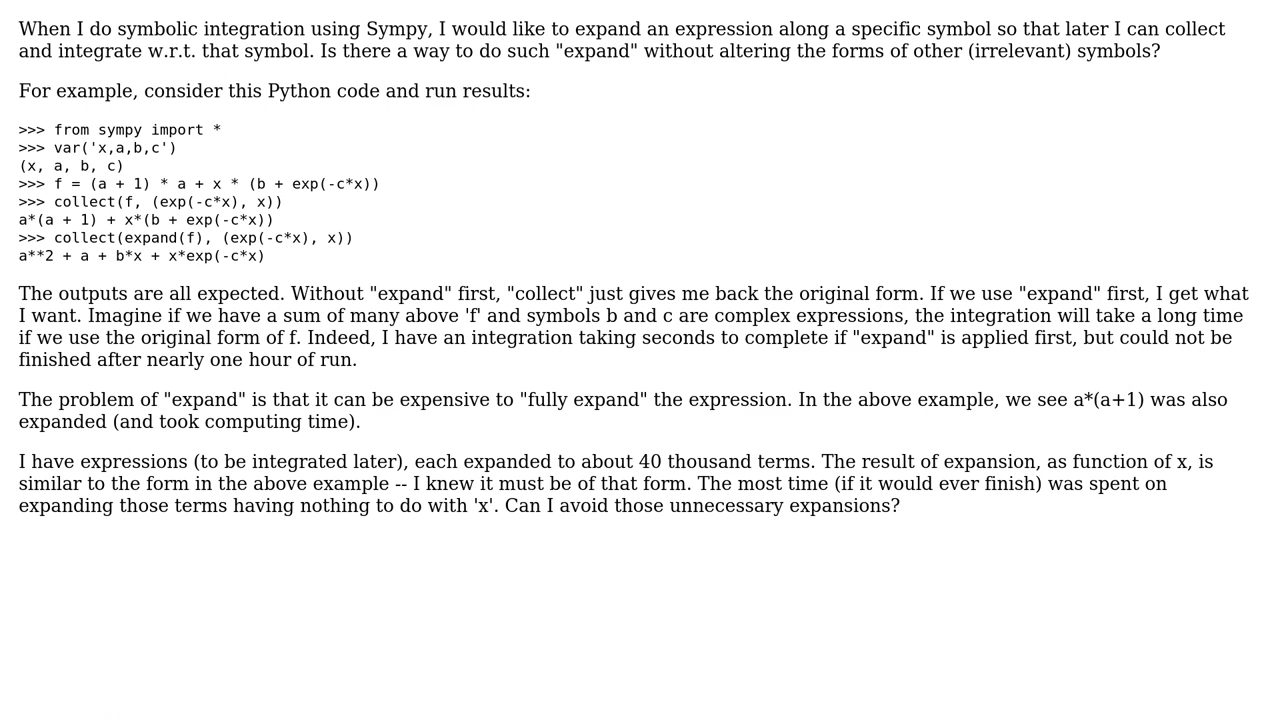 When I do symbolic integration using Sympy, I would like to expand an expression along a specific symbol so that later I can collect
and integrate w.r.t. that symbol. Is there a way to do such "expand" without altering the forms of other (irrelevant) symbols?
For example, consider this Python code and run results:
>>> from sympy import *
>>> var('x,a,b,c')
(x, a, b, c)
>>> f = (a + 1) * a + x * (b + exp(-c*x))
>>> collect(f, (exp(-c*x), x))
a*(a + 1) + x*(b + exp(-c*x))
>>> collect(expand(f), (exp(-c*x), x))
a**2 + a + b*x + x*exp(-c*x)
The outputs are all expected. Without "expand" first, "collect" just gives me back the original form. If we use "expand" first, I get what
I want. Imagine if we have a sum of many above 'f' and symbols b and c are complex expressions, the integration will take a long time
if we use the original form of f. Indeed, I have an integration taking seconds to complete if "expand" is applied first, but could not be
finished after nearly one hour of run.
The problem of "expand" is that it can be expensive to "fully expand" the expression. In the above example, we see a*(a+1) was also
expanded (and took computing time).
I have expressions (to be integrated later), each expanded to about 40 thousand terms. The result of expansion, as function of x, is
similar to the form in the above example -- I knew it must be of that form. The most time (if it would ever finish) was spent on
expanding those terms having nothing to do with 'x'. Can I avoid those unnecessary expansions?